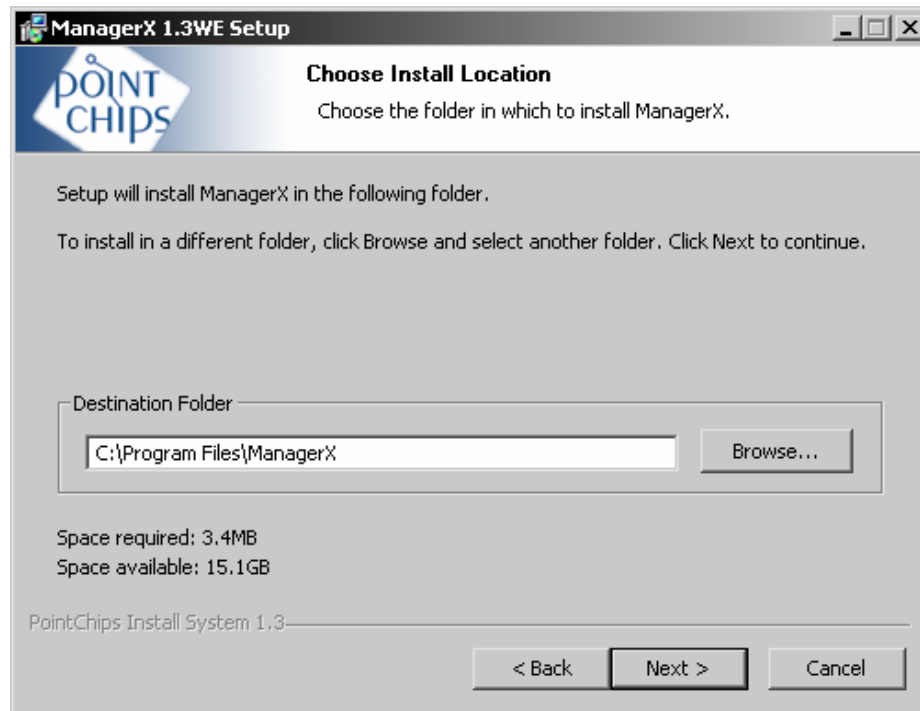 ManagerX 1.3WE Setup
POINT
CHIPS
Choose Install Location
Choose the folder in which to install ManagerX.
Setup will install ManagerX in the following folder.
To install in a different folder, click Browse and select another folder. Click Next to continue.
Destination Folder
C:\Program Files\ManagerX
Browse...
Space required: 3.4MB
Space available: 15.1GB
PointChips Install System 1.3
< Back
Next >
Cancel